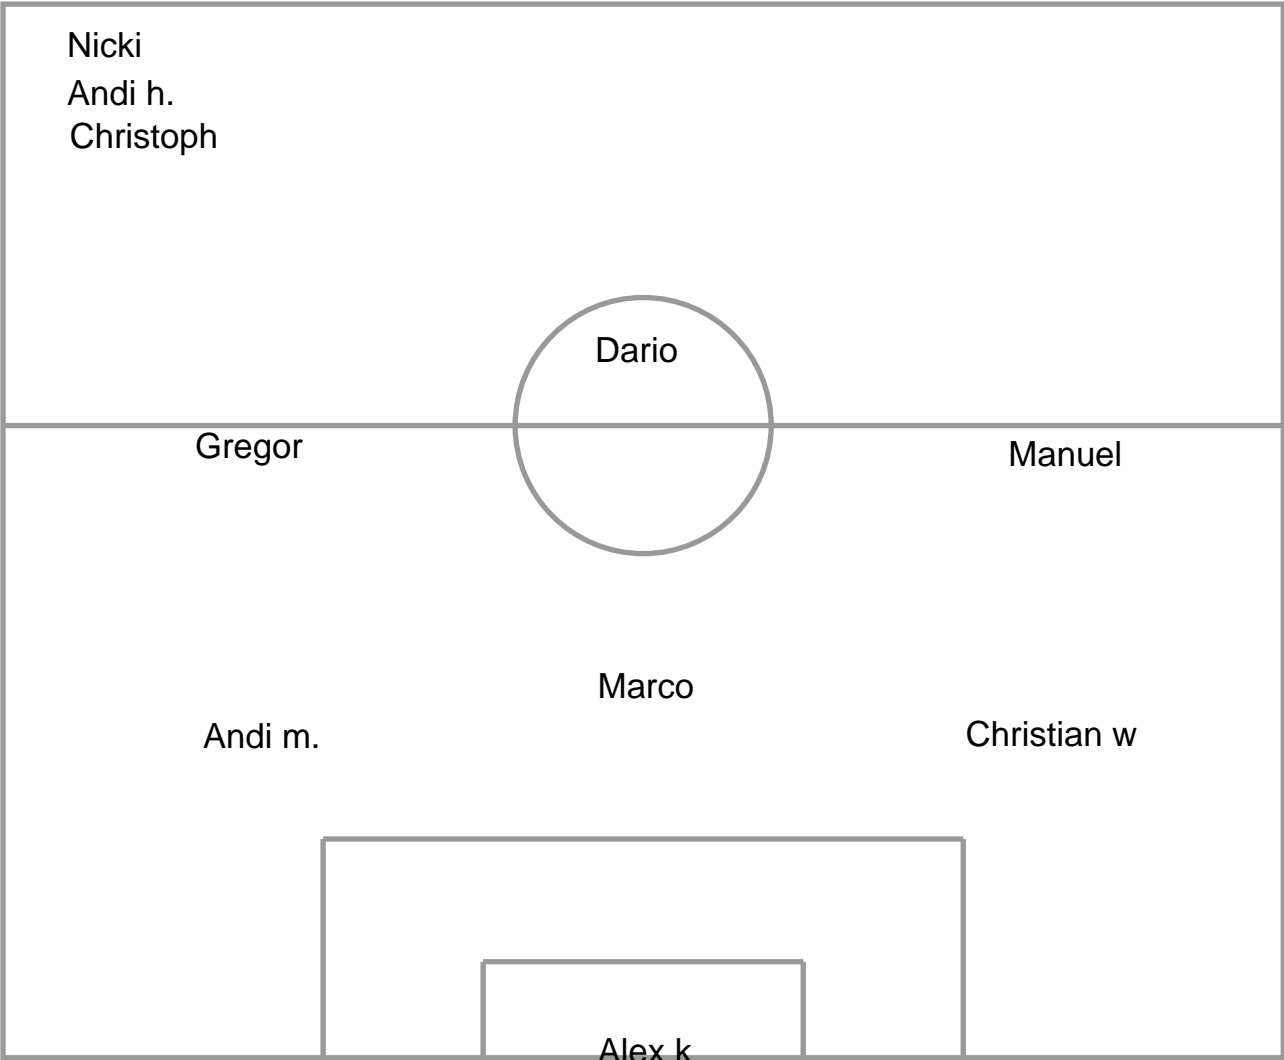 Nicki
Andi h.
Christoph
Dario
Gregor
Manuel
Marco
Andi m.
Christian w
Alex k